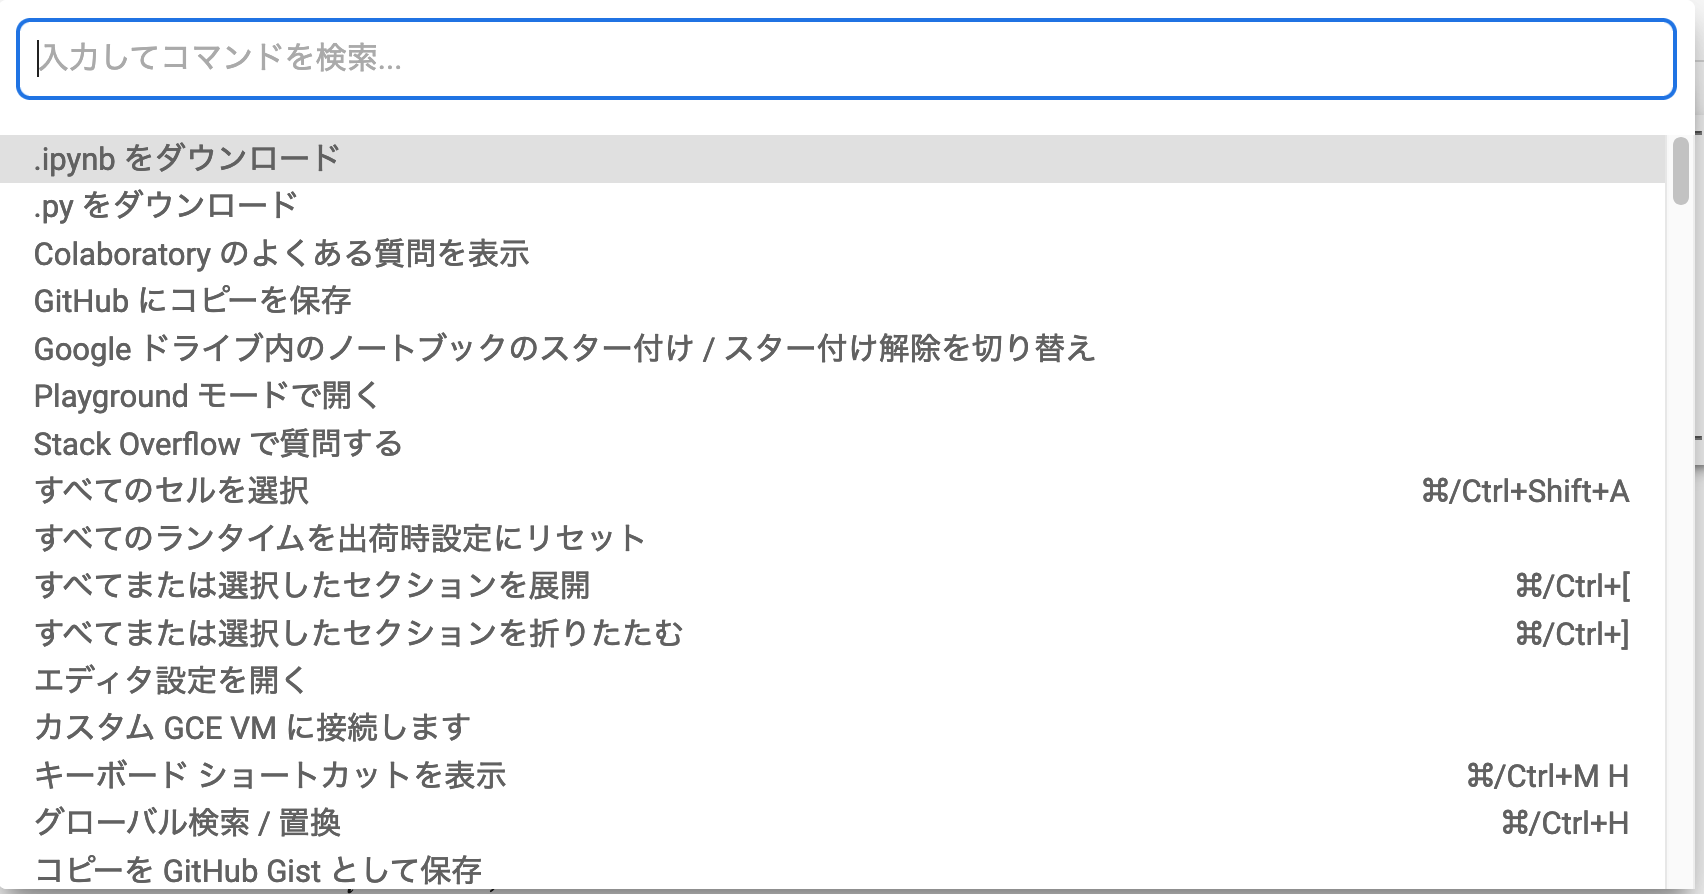 入力してコマンドを検索...
.ipynb をダウンロード
.py をダウンロード
Colaboratory のよくある質問を表示
GitHub にコピーを保存
Google ドライブ内のノートブックのスター付け / スター付け解除を切り替え
Playground モードで開く
Stack Overflow で質問する
すべてのセルを選択 ⌘/Ctrl+Shift+A
すべてのランタイムを出荷時設定にリセット
すべてまたは選択したセクションを展開 ⌘/Ctrl+[
すべてまたは選択したセクションを折りたたむ ⌘/Ctrl+]
エディタ設定を開く
カスタム GCE VM に接続します
キーボード ショートカットを表示 ⌘/Ctrl+M H
グローバル検索 / 置換 ⌘/Ctrl+H
コピーを GitHub Gist として保存